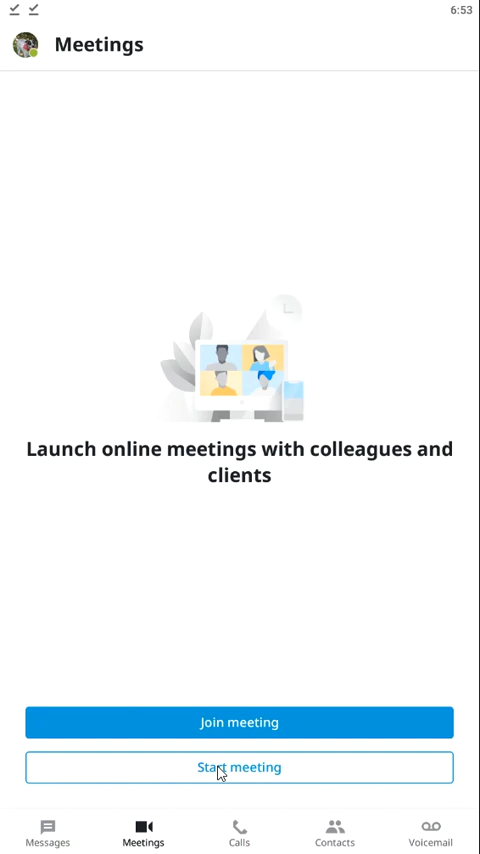 6:53
Meetings
Launch online meetings with colleagues and
clients
Join meeting
Start meeting
Messages
Meetings
Calls
Contacts
Voicemail